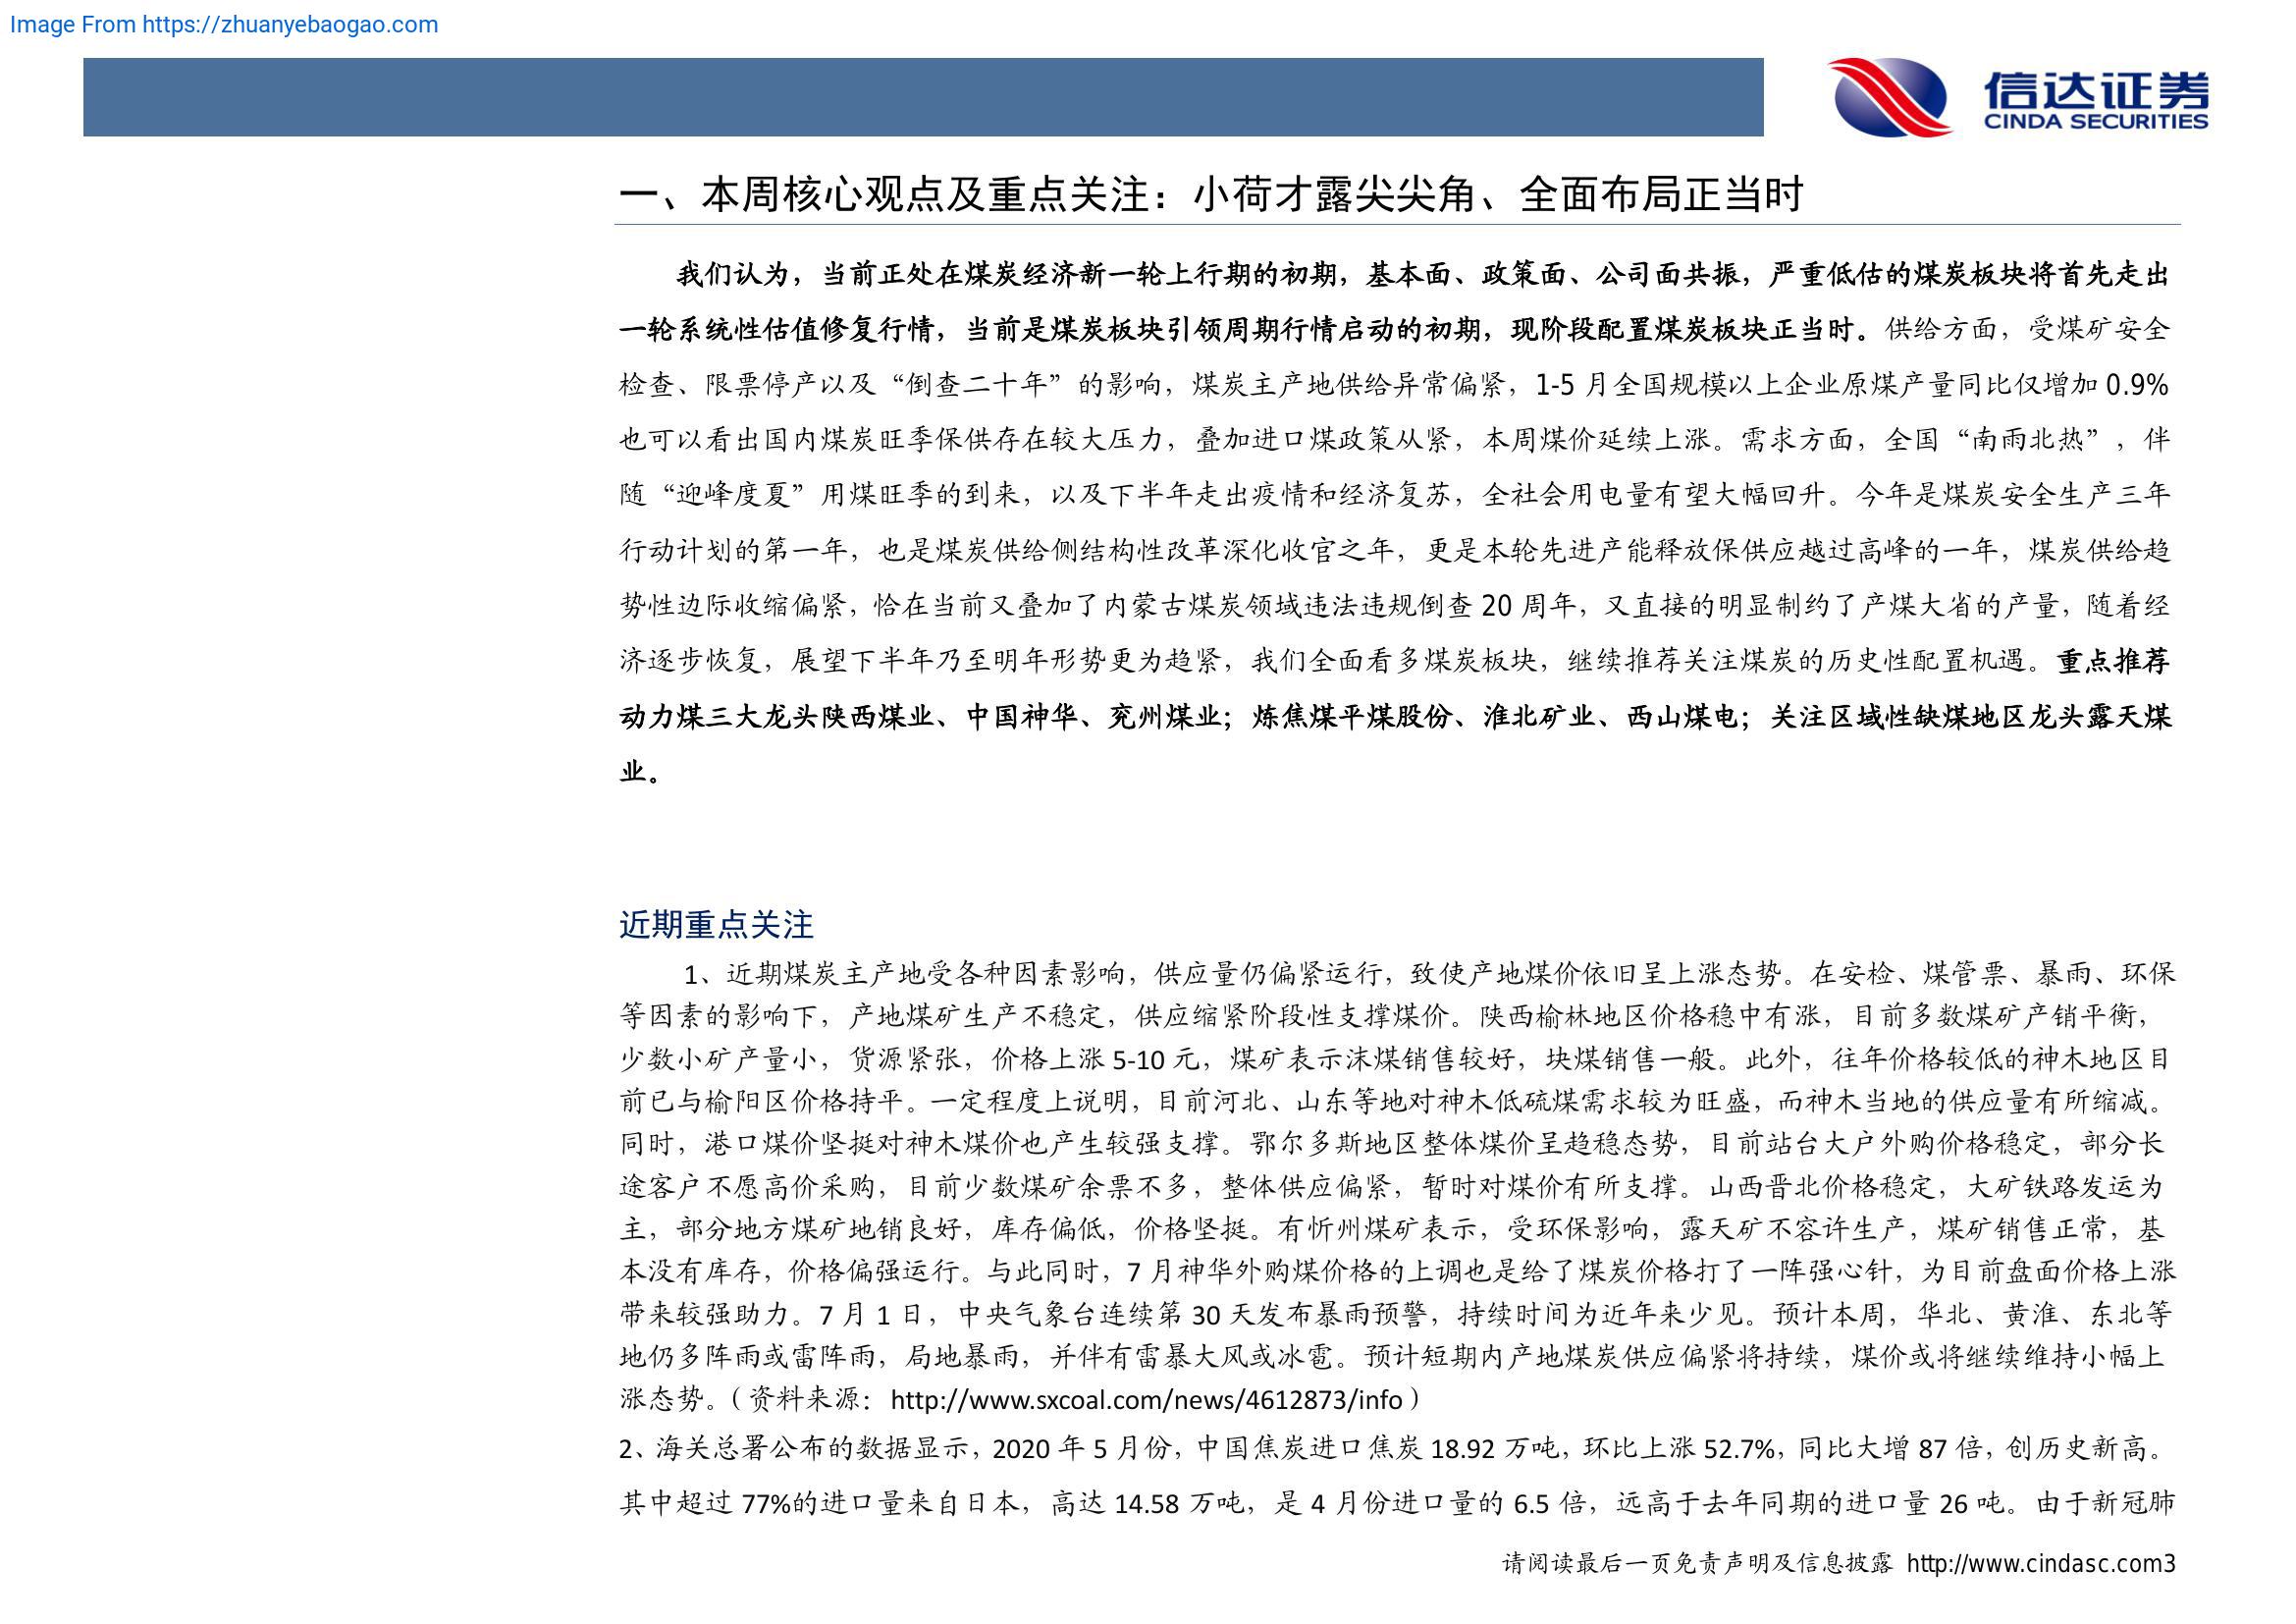 Image From https://zhuanyebaogao.com
信达证券
CINDA SECURITIES
一、本周核心观点及重点关注：小荷才露尖尖角、全面布局正当时
我们认为，当前正处在煤炭经济新一轮上行期的初期，基本面、政策面、公司面共振，严重低估的煤炭板块将首先走出
一轮系统性估值修复行情，当前是煤炭板块引领周期行情启动的初期，现阶段配置煤炭板块正当时。供给方面，受煤矿安全
检查、限票停产以及“倒查二十年”的影响，煤炭主产地供给异常偏紧，1-5 月全国规模以上企业原煤产量同比仅增加 0.9%
也可以看出国内煤炭旺季保供存在较大压力，叠加进口煤政策从紧，本周煤价延续上涨。需求方面，全国“南雨北热”，伴
随“迎峰度夏”用煤旺季的到来，以及下半年走出疫情和经济复苏，全社会用电量有望大幅回升。今年是煤炭安全生产三年
行动计划的第一年，也是煤炭供给侧结构性改革深化收官之年，更是本轮先进产能释放保供应越过高峰的一年，煤炭供给趋
势性边际收缩偏紧，恰在当前又叠加了内蒙古煤炭领域违法违规倒查 20 周年，又直接的明显制约了产煤大省的产量，随着经
济逐步恢复，展望下半年乃至明年形势更为趋紧，我们全面看多煤炭板块，继续推荐关注煤炭的历史性配置机遇。重点推荐
动力煤三大龙头陕西煤业、中国神华、兖州煤业；炼焦煤平煤股份、淮北矿业、西山煤电；关注区域性缺煤地区龙头露天煤
业。
近期重点关注
1、近期煤炭主产地受各种因素影响，供应量仍偏紧运行，致使产地煤价依旧呈上涨态势。在安检、煤管票、暴雨、环保
等因素的影响下，产地煤矿生产不稳定，供应缩紧阶段性支撑煤价。陕西榆林地区价格稳中有涨，目前多数煤矿产销平衡，
少数小矿产量小，货源紧张，价格上涨 5-10 元，煤矿表示沫煤销售较好，块煤销售一般。此外，往年价格较低的神木地区目
前已与榆阳区价格持平。一定程度上说明，目前河北、山东等地对神木低硫煤需求较为旺盛，而神木当地的供应量有所缩减。
同时，港口煤价坚挺对神木煤价也产生较强支撑。鄂尔多斯地区整体煤价呈趋稳态势，目前站台大户外购价格稳定，部分长
途客户不愿高价采购，目前少数煤矿余票不多，整体供应偏紧，暂时对煤价有所支撑。山西晋北价格稳定，大矿铁路发运为
主，部分地方煤矿地销良好，库存偏低，价格坚挺。有忻州煤矿表示，受环保影响，露天矿不容许生产，煤矿销售正常，基
本没有库存，价格偏强运行。与此同时，7 月神华外购煤价格的上调也是给了煤炭价格打了一阵强心针，为目前盘面价格上涨
带来较强助力。7 月 1 日，中央气象台连续第 30 天发布暴雨预警，持续时间为近年来少见。预计本周，华北、黄淮、东北等
地仍多阵雨或雷阵雨，局地暴雨，并伴有雷暴大风或冰雹。预计短期内产地煤炭供应偏紧将持续，煤价或将继续维持小幅上
涨态势。（资料来源：http://www.sxcoal.com/news/4612873/info）
2、海关总署公布的数据显示，2020 年 5 月份，中国焦炭进口焦炭 18.92 万吨，环比上涨 52.7%，同比大增 87 倍，创历史新高。
其中超过 77%的进口量来自日本，高达 14.58 万吨，是 4 月份进口量的 6.5 倍，远高于去年同期的进口量 26 吨。由于新冠肺
请阅读最后一页免责声明及信息披露 http://www.cindasc.com3